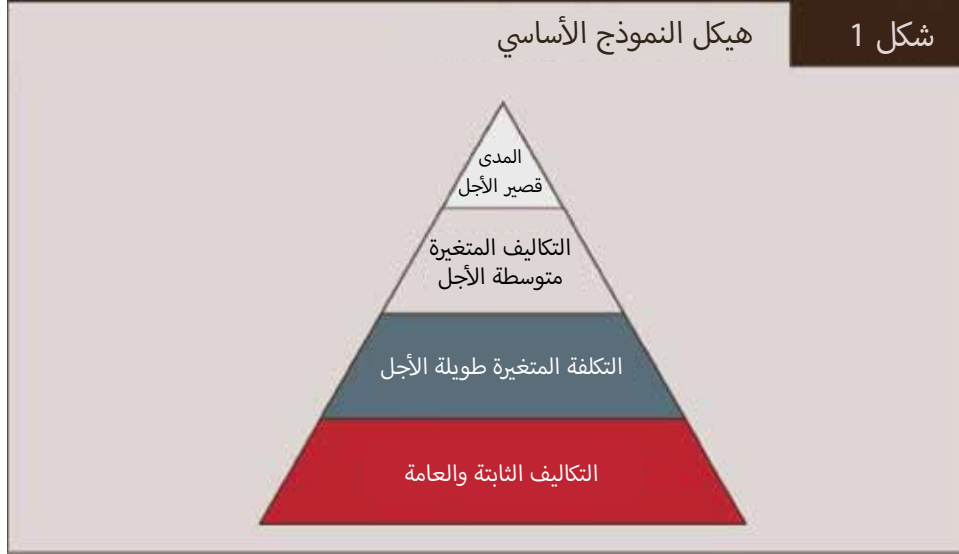 شكل 1
هيكل النموذج الأساسي
المدى
قصير الأجل
التكاليف المتغيرة
متوسطة الأجل
التكلفة المتغيرة طويلة الأجل
التكاليف الثابتة والعامة